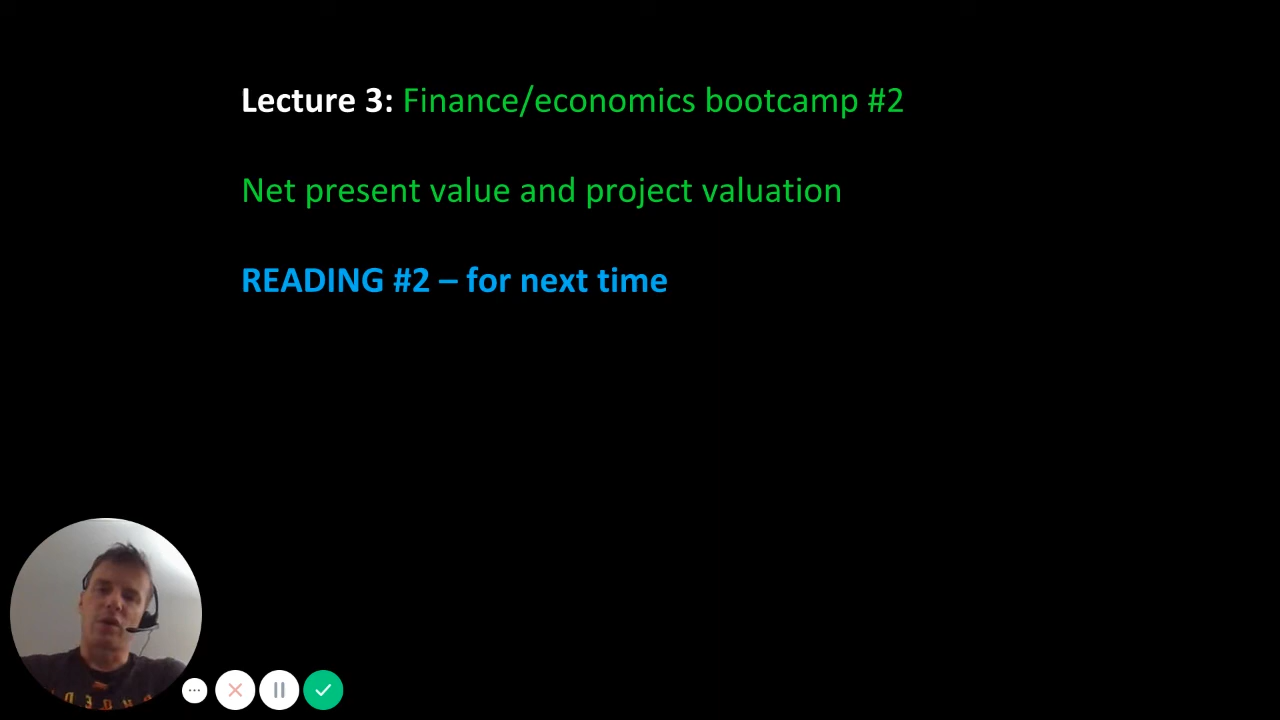 Lecture 3: Finance/economics bootcamp #2
Net present value and project valuation
READING #2 – for next time